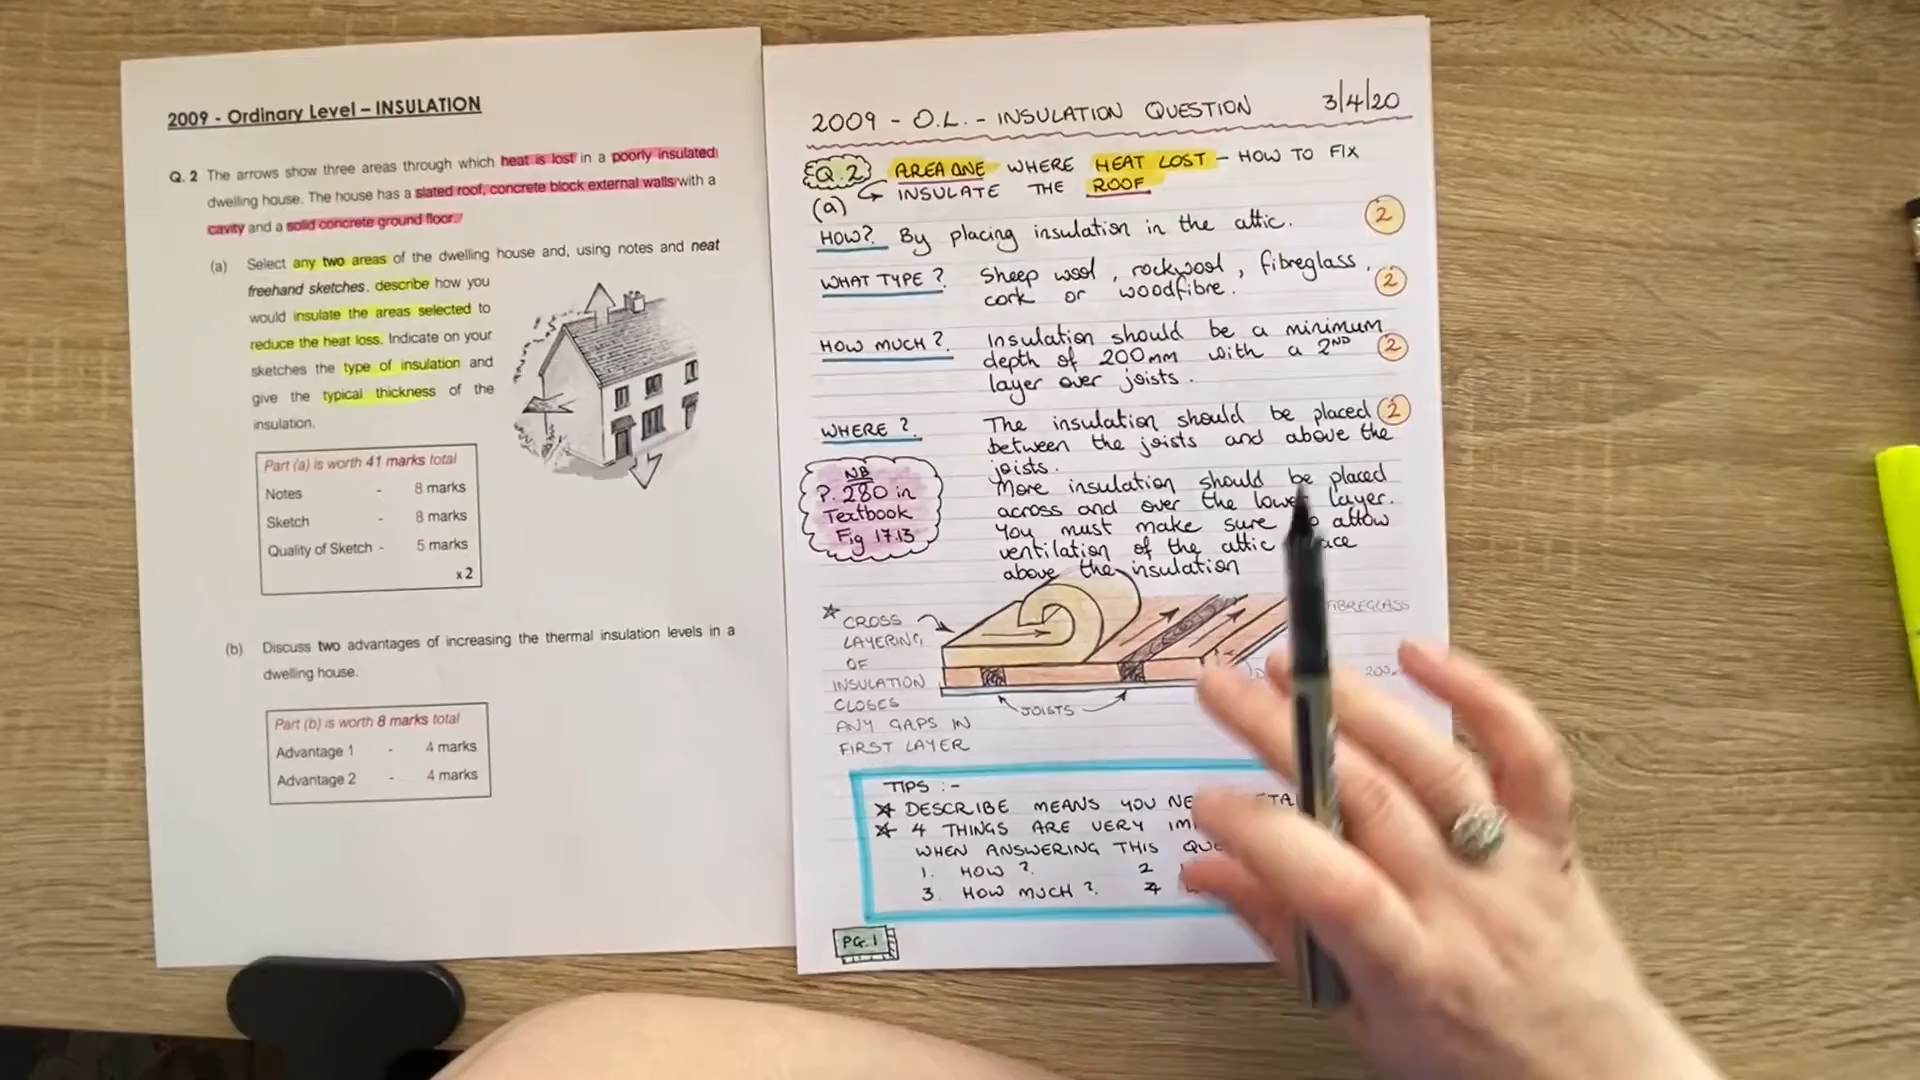 2009 - Ordinary Level – INSULATION
Q. 2 The arrows show three areas through which heat is lost in a poorly insulated
dwelling house. The house has a slated roof, concrete block external walls with a
cavity and a solid concrete ground floor.
(a) Select any two areas of the dwelling house and, using notes and neat
freehand sketches, describe how you
would insulate the areas selected to
reduce the heat loss. Indicate on your
sketches the type of insulation and
give the typical thickness of the
insulation.
Part (a) is worth 41 marks total
Notes - 8 marks
Sketch - 8 marks
Quality of Sketch - 5 marks
x2
(b) Discuss two advantages of increasing the thermal insulation levels in a
dwelling house.
Part (b) is worth 8 marks total
Advantage 1 - 4 marks
Advantage 2 - 4 marks
2009 - O.L. - INSULATION QUESTION 3/4/20
Q.2 AREA ONE WHERE HEAT LOST - HOW TO FIX
(a) INSULATE THE ROOF
HOW? By placing insulation in the attic. 2
WHAT TYPE? Sheep wool, rockwool, fibreglass,
cork or woodfibre. 2
HOW MUCH? Insulation should be a minimum
depth of 200mm with a 2ND 2
layer over joists.
WHERE? The insulation should be placed 2
between the joists and above the
joists.
More insulation should be placed
across and over the lower layer.
You must make sure allow
ventilation of the attic
above the insulation
NB
P. 280 in
Textbook
Fig 17.13
CROSS
LAYERING
OF
INSULATION
CLOSES
ANY GAPS IN
FIRST LAYER
JOISTS
FIBREGLASS
TIPS :-
DESCRIBE MEANS YOU
4 THINGS ARE VERY
WHEN ANSWERING THIS
1. HOW? 2
3. HOW MUCH? 4
PG. 1